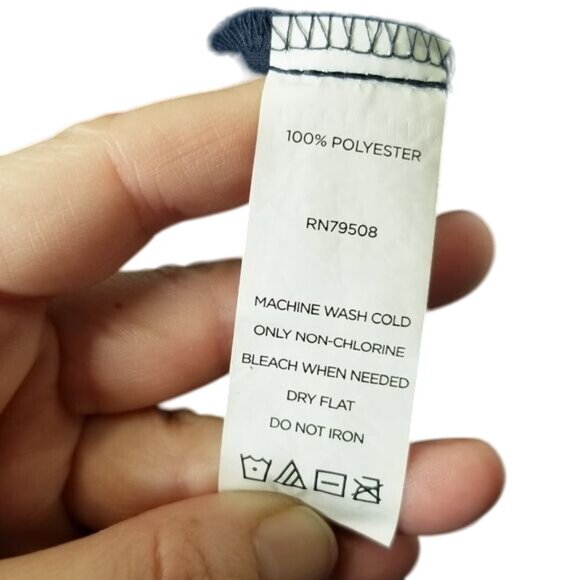 100% POLYESTER
RN79508
MACHINE WASH COLD
ONLY NON-CHLORINE
BLEACH WHEN NEEDED
DRY FLAT
DO NOT IRON